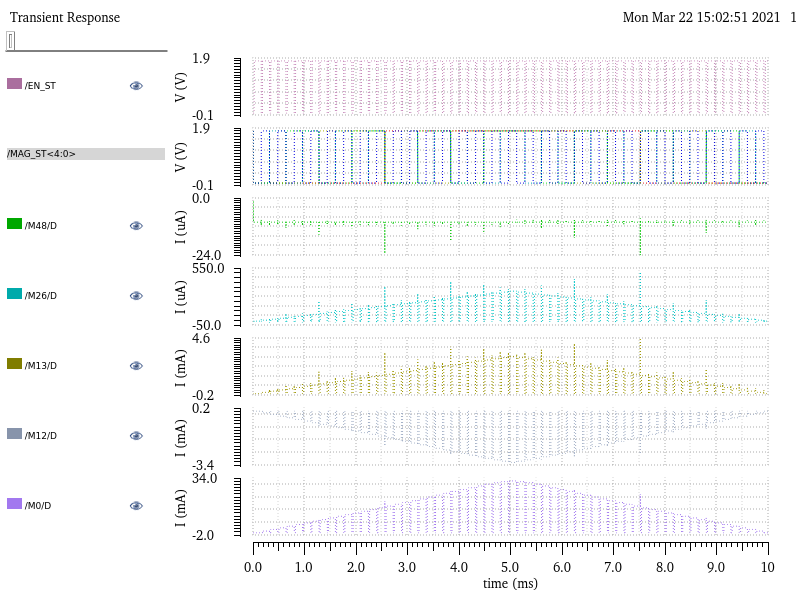 Transient Response
Mon Mar 22 15:02:51 2021 1
/EN_ST
V (V)
1.9
-0.1
/MAG_ST<4:0>
V (V)
1.9
-0.1
/M48/D
I (uA)
0.0
-24.0
/M26/D
I (uA)
550.0
-50.0
/M13/D
I (mA)
4.6
-0.2
/M12/D
I (mA)
0.2
-3.4
/M0/D
I (mA)
34.0
-2.0
0.0 1.0 2.0 3.0 4.0 5.0 6.0 7.0 8.0 9.0 10
time (ms)